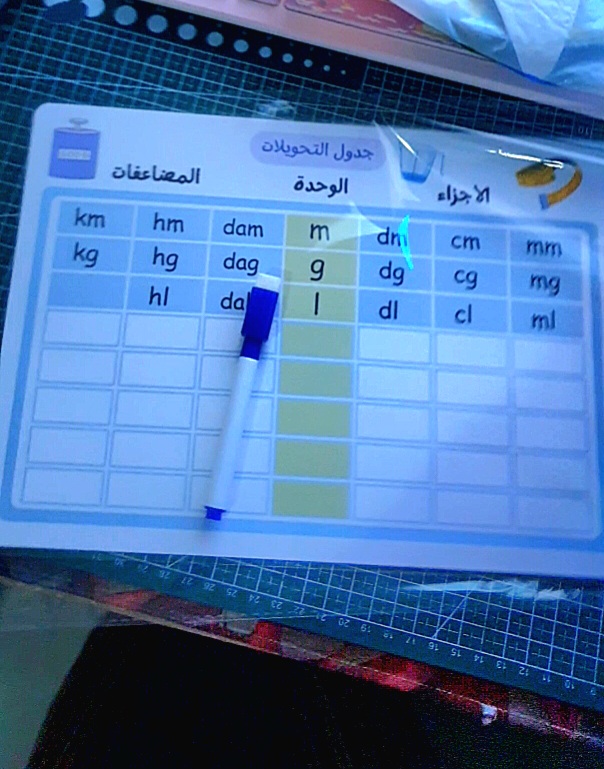 جدول التحويلات
المضاعفات الوحدة الأجزاء
km hm dam m dm cm mm
kg hg dag g dg cg mg
hl dal l dl cl ml